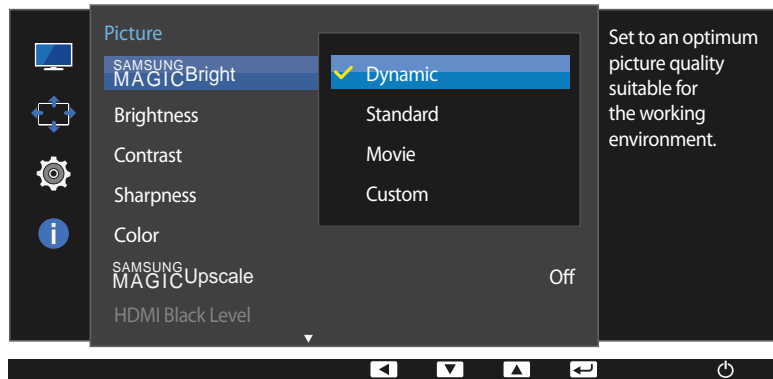 Picture
SAMSUNG
MAGICBright
Brightness
Contrast
Sharpness
Color
SAMSUNG
MAGICUpscale
Off
HDMI Black Level
Dynamic
Standard
Movie
Custom
Set to an optimum
picture quality
suitable for
the working
environment.